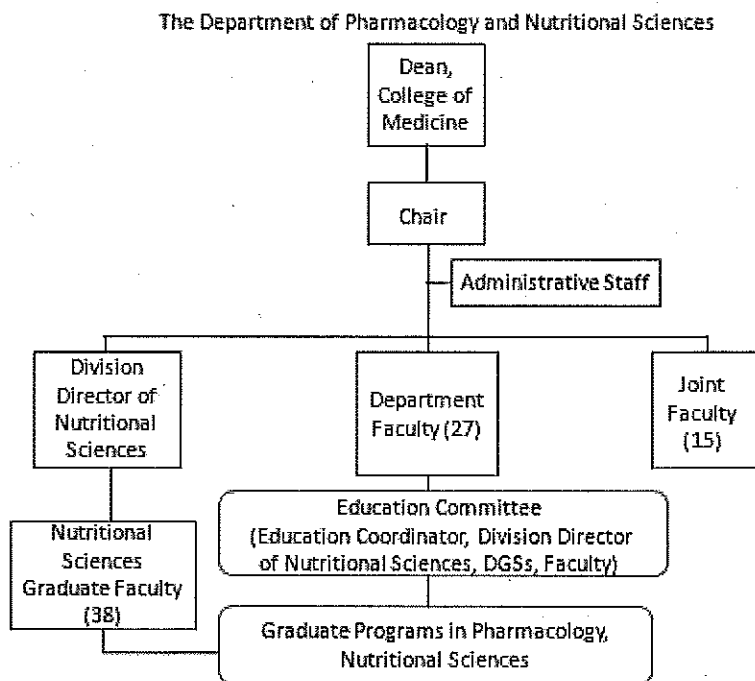 The Department of Pharmacology and Nutritional Sciences
Dean,
College of
Medicine
Chair
Administrative Staff
Division
Director of
Nutritional
Sciences
Department
Faculty (27)
Joint
Faculty
(15)
Nutritional
Sciences
Graduate Faculty
(38)
Education Committee
(Education Coordinator, Division Director
of Nutritional Sciences, DGSs, Faculty)
Graduate Programs in Pharmacology,
Nutritional Sciences